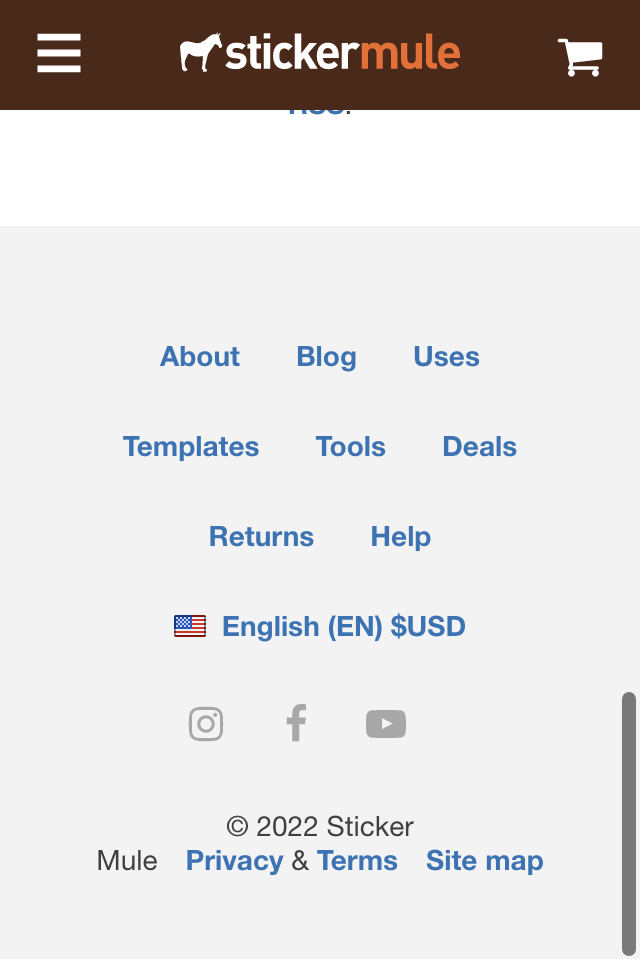 stickermule
About Blog Uses
Templates Tools Deals
Returns Help
English (EN) $USD
© 2022 Sticker
Mule Privacy & Terms Site map